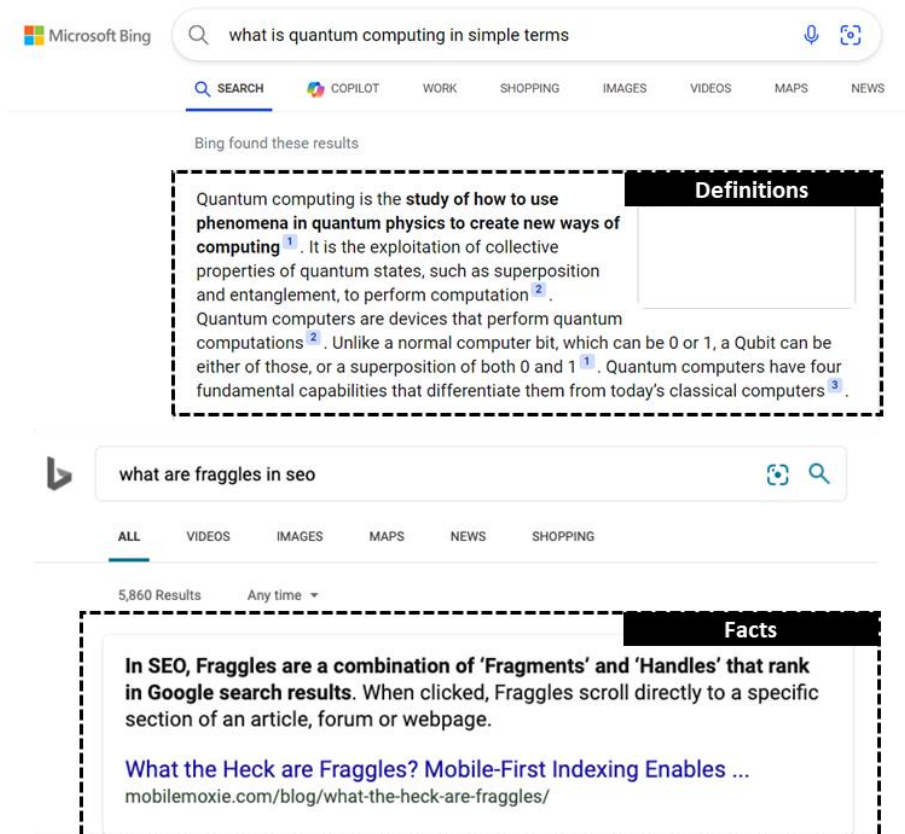 Microsoft Bing
what is quantum computing in simple terms
SEARCH COPILOT WORK SHOPPING IMAGES VIDEOS MAPS NEWS
Bing found these results
Definitions
Quantum computing is the study of how to use
phenomena in quantum physics to create new ways of
computing 1 . It is the exploitation of collective
properties of quantum states, such as superposition
and entanglement, to perform computation 2 .
Quantum computers are devices that perform quantum
computations 2 . Unlike a normal computer bit, which can be 0 or 1, a Qubit can be
either of those, or a superposition of both 0 and 1 1 . Quantum computers have four
fundamental capabilities that differentiate them from today's classical computers 3 .
what are fraggles in seo
ALL VIDEOS IMAGES MAPS NEWS SHOPPING
5,860 Results Any time
Facts
In SEO, Fraggles are a combination of ‘Fragments’ and ‘Handles’ that rank
in Google search results. When clicked, Fraggles scroll directly to a specific
section of an article, forum or webpage.
What the Heck are Fraggles? Mobile-First Indexing Enables ...
mobilemoxie.com/blog/what-the-heck-are-fraggles/